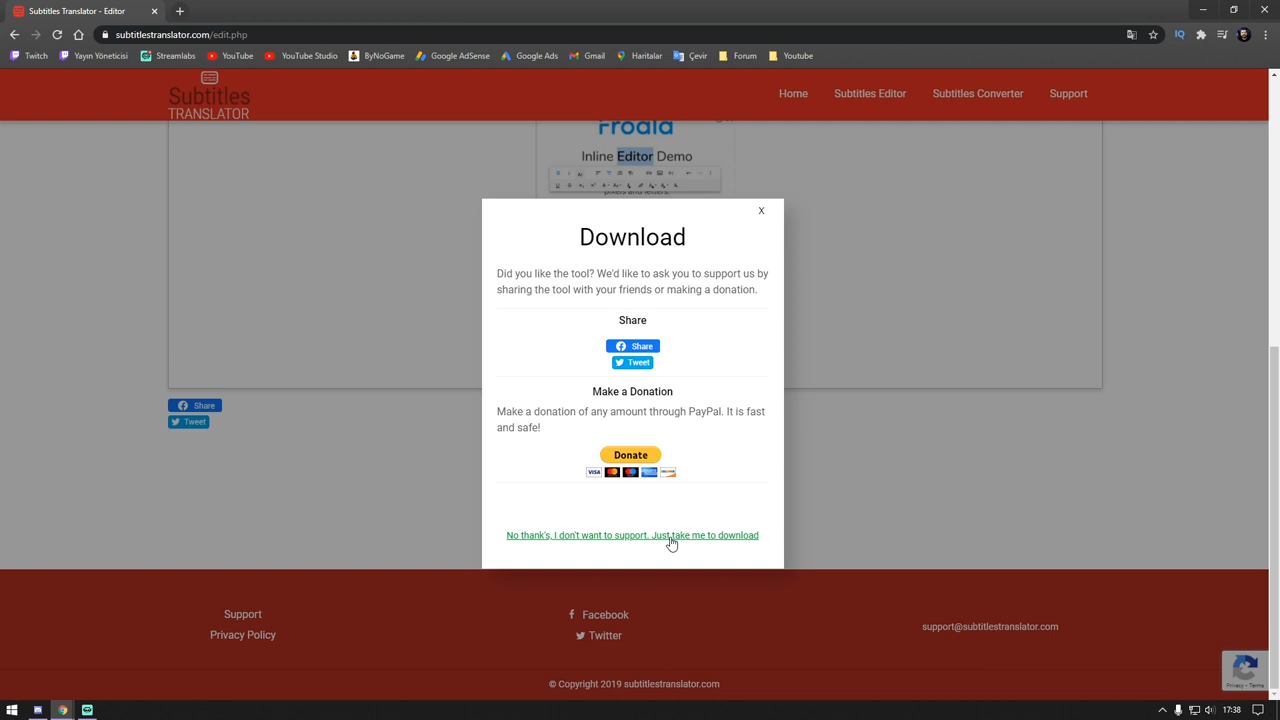 Subtitles Translator - Online Editor
subtitlestranslator.com/edit.php
Twitch
Yayın Yöneticisi
Streamlabs
YouTube
YouTube Studio
ByNoGame
Google AdSense
Google Ads
Gmail
Haritalar
Çevir
Forum
Youtube
Subtitles
TRANSLATOR
Home
Subtitles Editor
Subtitles Converter
Support
Froala
Inline Editor Demo
X
Download
Did you like the tool? We'd like to ask you to support us by
sharing the tool with your friends or making a donation.
Share
Share
Tweet
Make a Donation
Make a donation of any amount through PayPal. It is fast
and safe!
Donate
VISA
No thank's, I don't want to support. Just take me to download
Share
Tweet
Support
Privacy Policy
Facebook
Twitter
support@subtitlestranslator.com
© Copyright 2019 subtitlestranslator.com
Privacy - Terms
17:38